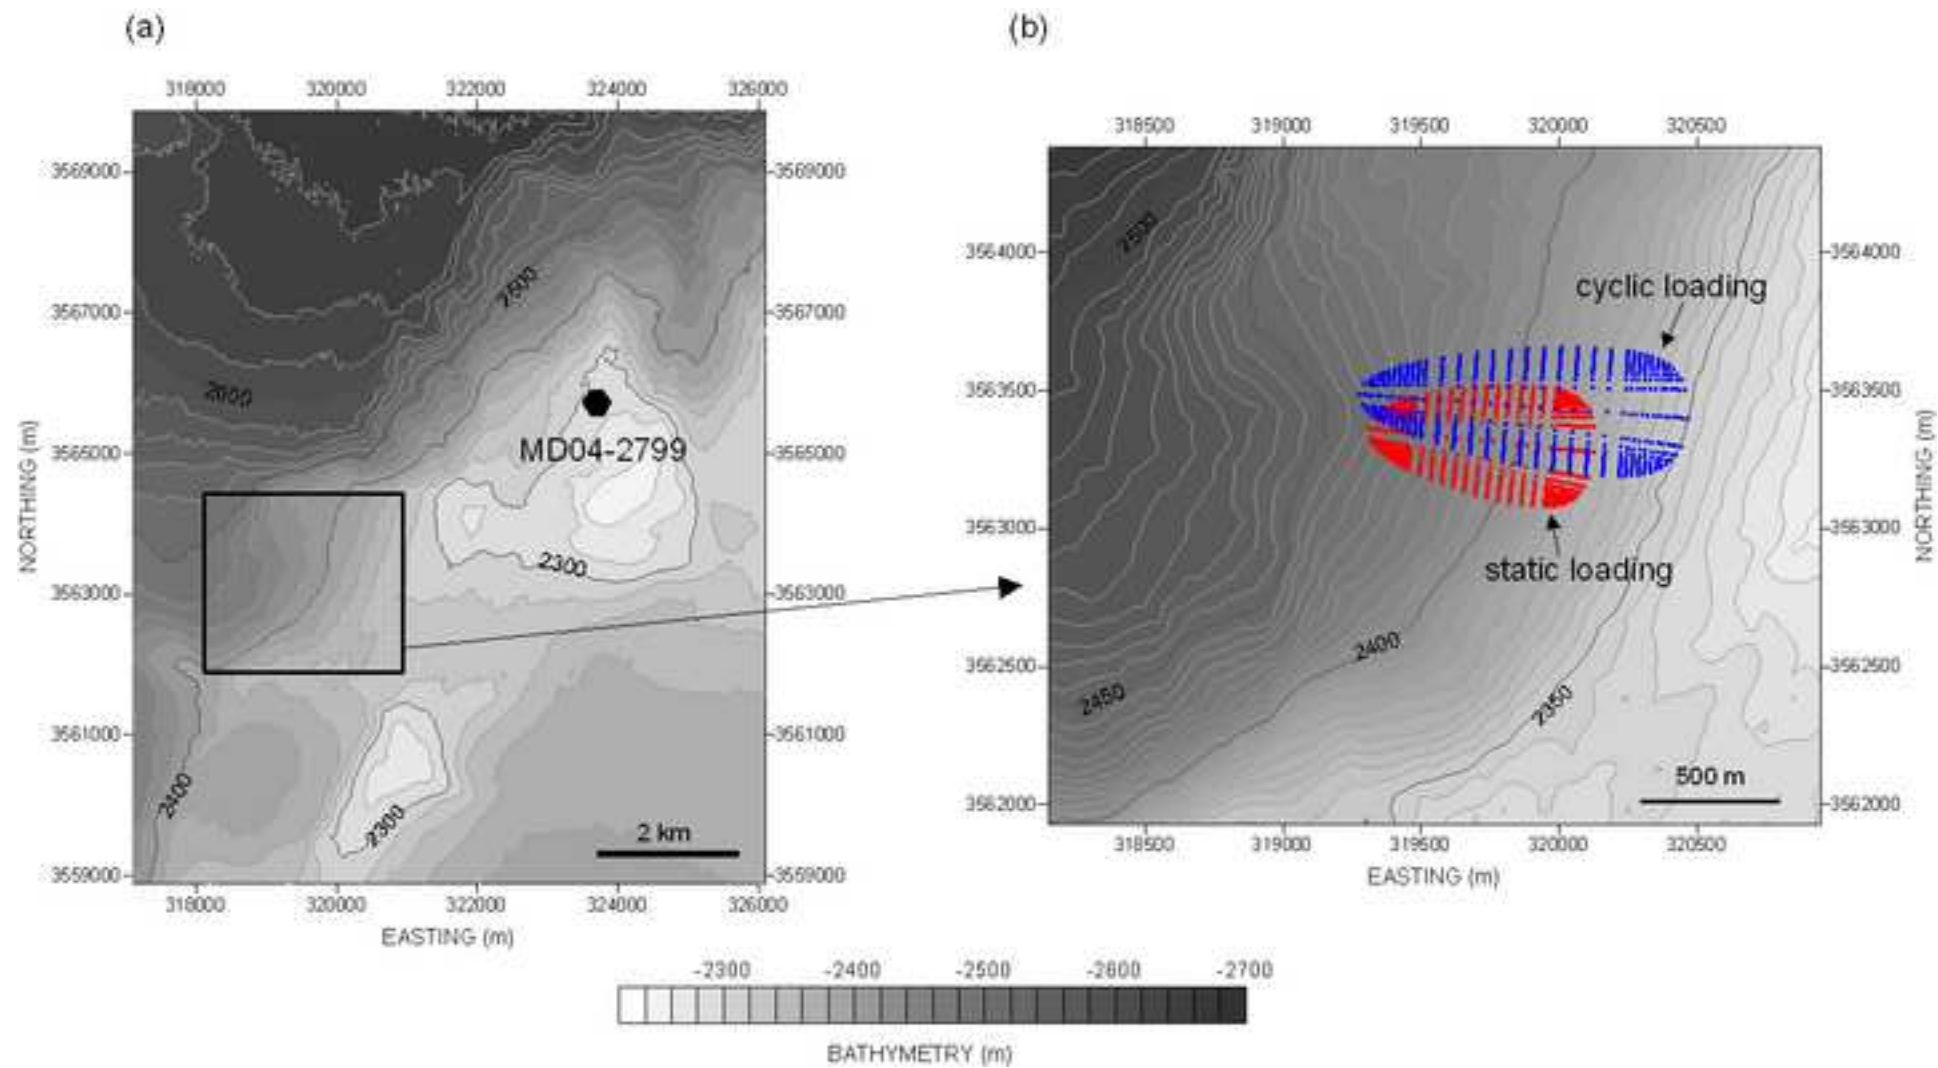 (a)
(b)
318000 320000 322000 324000 326000
318500 319000 319500 320000 320500
3569000
3567000
3565000
3563000
3561000
3559000
NORTHING (m)
2500
2600
MD04-2799
2300
2400
2300
2 km
3569000
3567000
3565000
3563000
3561000
3559000
318000 320000 322000 324000 326000
EASTING (m)
3564000
3563500
3563000
3562500
3562000
2500
cyclic loading
static loading
2400
2450
2350
500 m
3564000
3563500
3563000
3562500
3562000
NORTHING (m)
318500 319000 319500 320000 320500
EASTING (m)
-2300 -2400 -2500 -2600 -2700
BATHYMETRY (m)